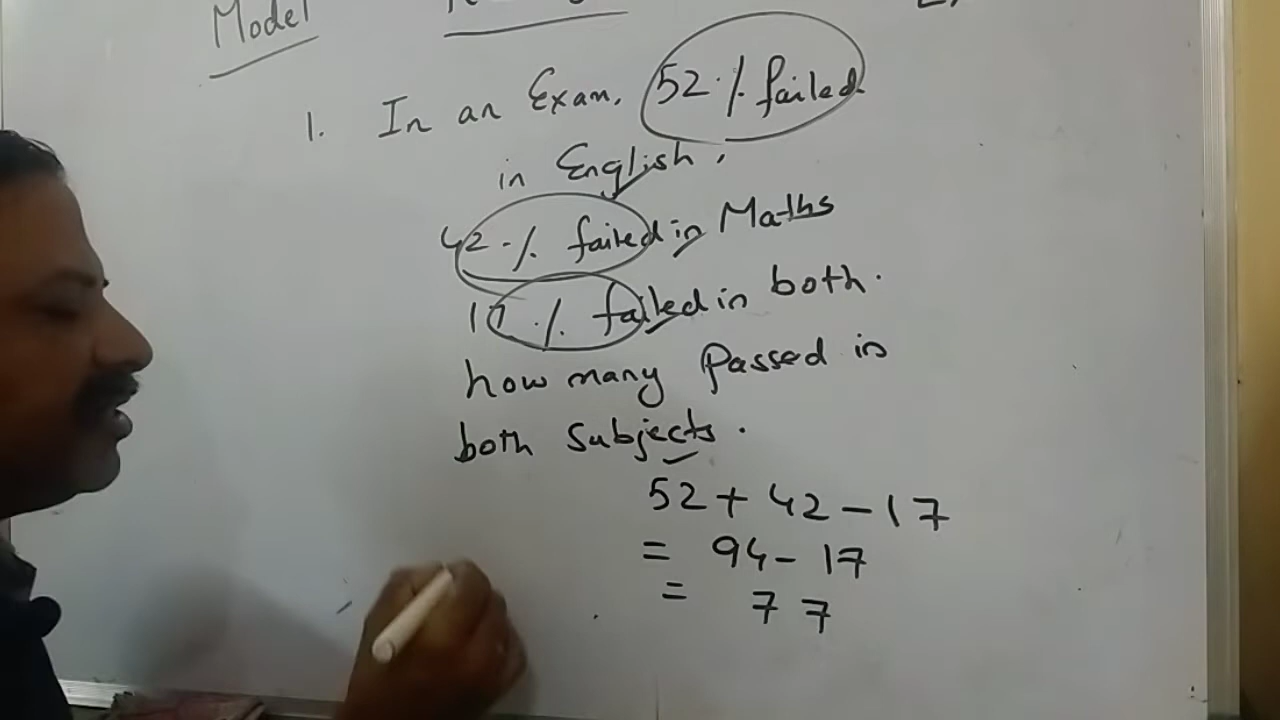 Model
1. In an Exam, 52 % failed
in English,
42 % failed in Maths
17 % failed in both.
how many Passed in
both subjects.
52 + 42 - 17
= 94 - 17
= 77